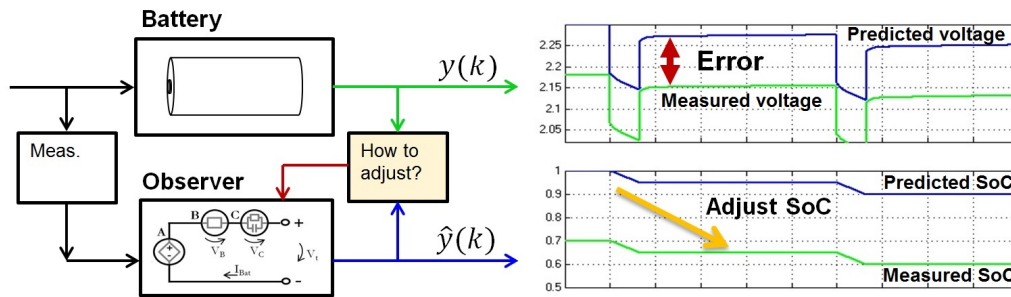 Battery
y(k)
Meas.
How to
adjust?
Observer
A
B
C
+
-
V_B
V_C
V_t
I_Bat
+
-
ŷ(k)
2.25
2.2
2.15
2.1
2.05
Predicted voltage
Error
Measured voltage
1
0.9
0.8
0.7
0.6
0.5
Predicted SoC
Adjust SoC
Measured SoC